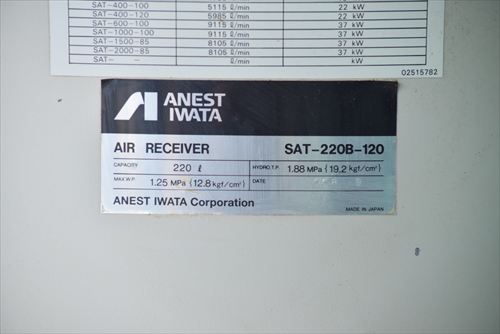 SAT-400-100 5115 ℓ/min 22 kW
SAT-400-120 5985 ℓ/min 22 kW
SAT-600-100 9115 ℓ/min 37 kW
SAT-1000-100 9115 ℓ/min 37 kW
SAT-1500-85 8105 ℓ/min 37 kW
SAT-2000-85 8105 ℓ/min 37 kW
SAT- - ℓ/min kW
02515782
ANEST
IWATA
AIR RECEIVER SAT-220B-120
CAPACITY 220 ℓ HYDRO.T.P. 1.88 MPa {19.2 kgf/cm²}
MAX.W.P. 1.25 MPa {12.8 kgf/cm²} DATE
ANEST IWATA Corporation
MADE IN JAPAN